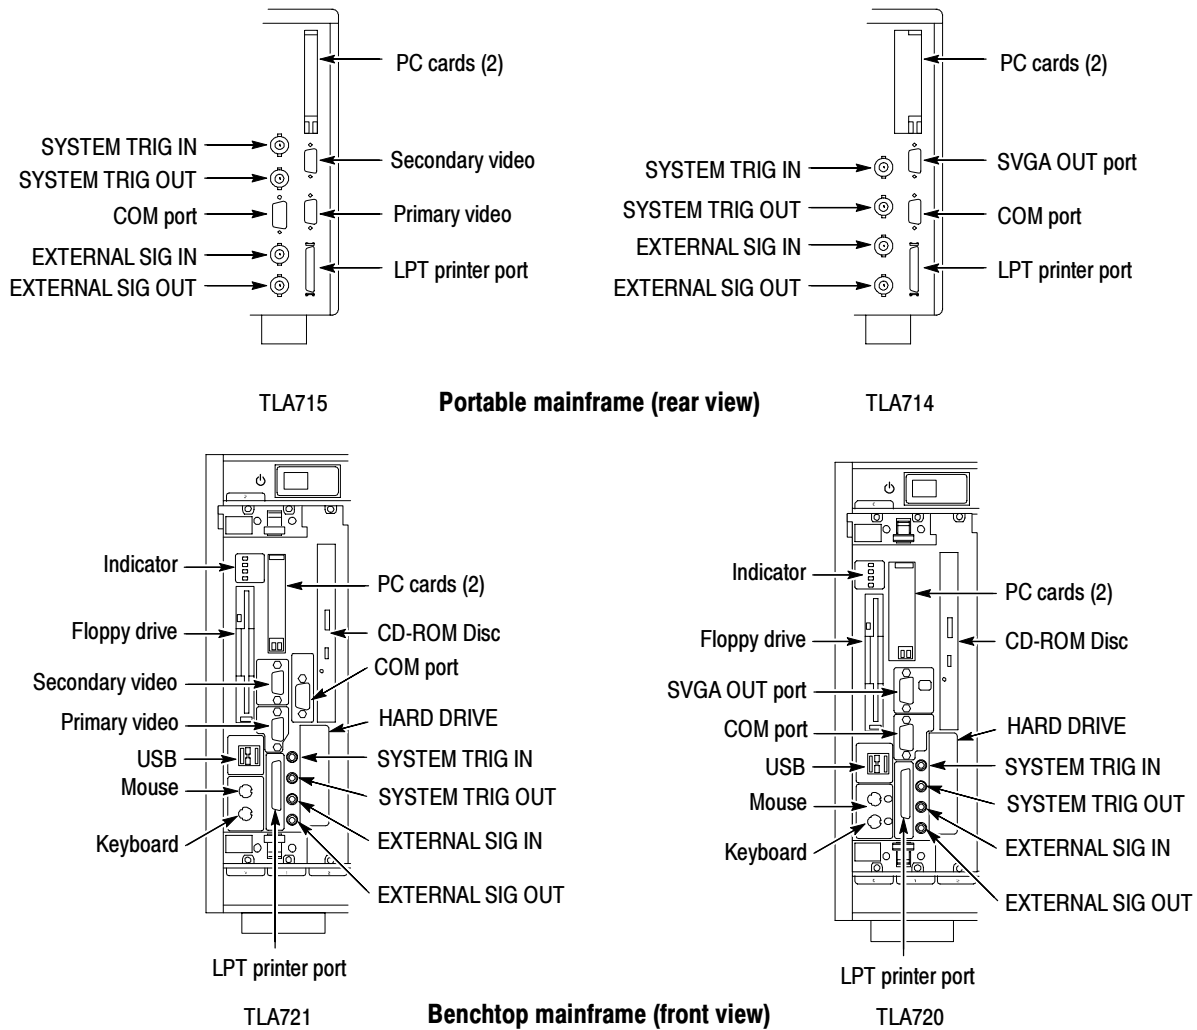 PC cards (2)
SYSTEM TRIG IN
Secondary video
SYSTEM TRIG OUT
COM port
Primary video
EXTERNAL SIG IN
LPT printer port
EXTERNAL SIG OUT
PC cards (2)
SVGA OUT port
SYSTEM TRIG IN
SYSTEM TRIG OUT
COM port
EXTERNAL SIG IN
LPT printer port
EXTERNAL SIG OUT
TLA715
Portable mainframe (rear view)
TLA714
Indicator
PC cards (2)
Floppy drive
CD-ROM Disc
COM port
Secondary video
Primary video
HARD DRIVE
USB
SYSTEM TRIG IN
Mouse
SYSTEM TRIG OUT
Keyboard
EXTERNAL SIG IN
EXTERNAL SIG OUT
LPT printer port
Indicator
PC cards (2)
Floppy drive
CD-ROM Disc
SVGA OUT port
COM port
HARD DRIVE
USB
SYSTEM TRIG IN
Mouse
SYSTEM TRIG OUT
Keyboard
EXTERNAL SIG IN
EXTERNAL SIG OUT
LPT printer port
TLA721
Benchtop mainframe (front view)
TLA720